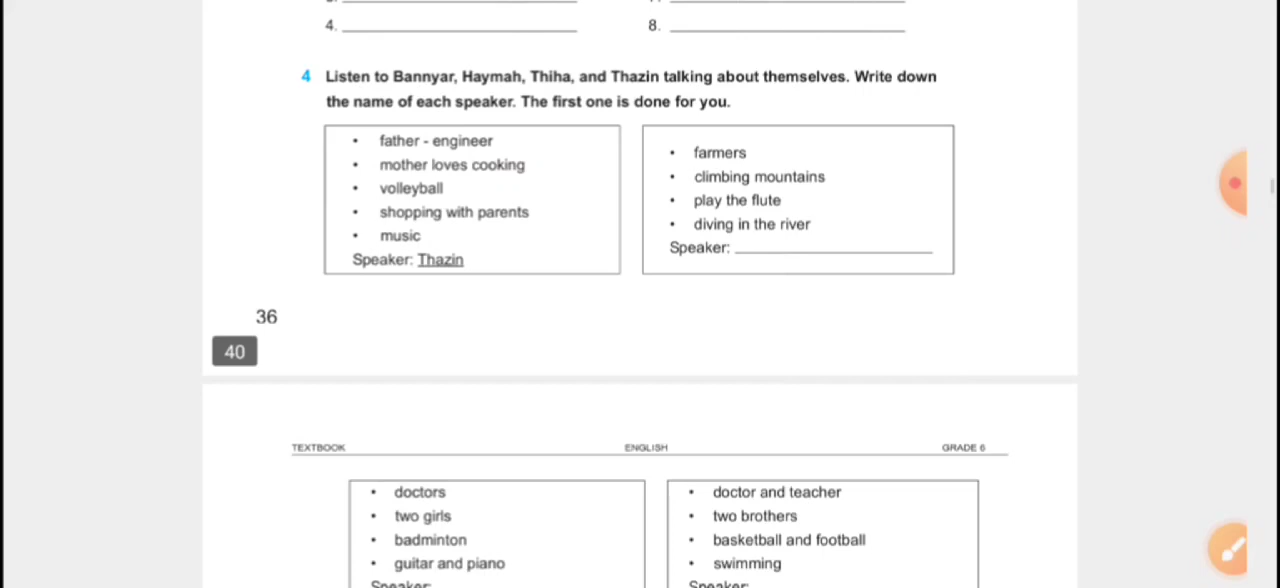 4.
8.
4 Listen to Bannyar, Haymah, Thiha, and Thazin talking about themselves. Write down
the name of each speaker. The first one is done for you.
• father - engineer
• mother loves cooking
• volleyball
• shopping with parents
• music
Speaker: Thazin
• farmers
• climbing mountains
• play the flute
• diving in the river
Speaker:
36
40
TEXTBOOK ENGLISH GRADE 6
• doctors
• two girls
• badminton
• guitar and piano
Speaker:
• doctor and teacher
• two brothers
• basketball and football
• swimming
Speaker: